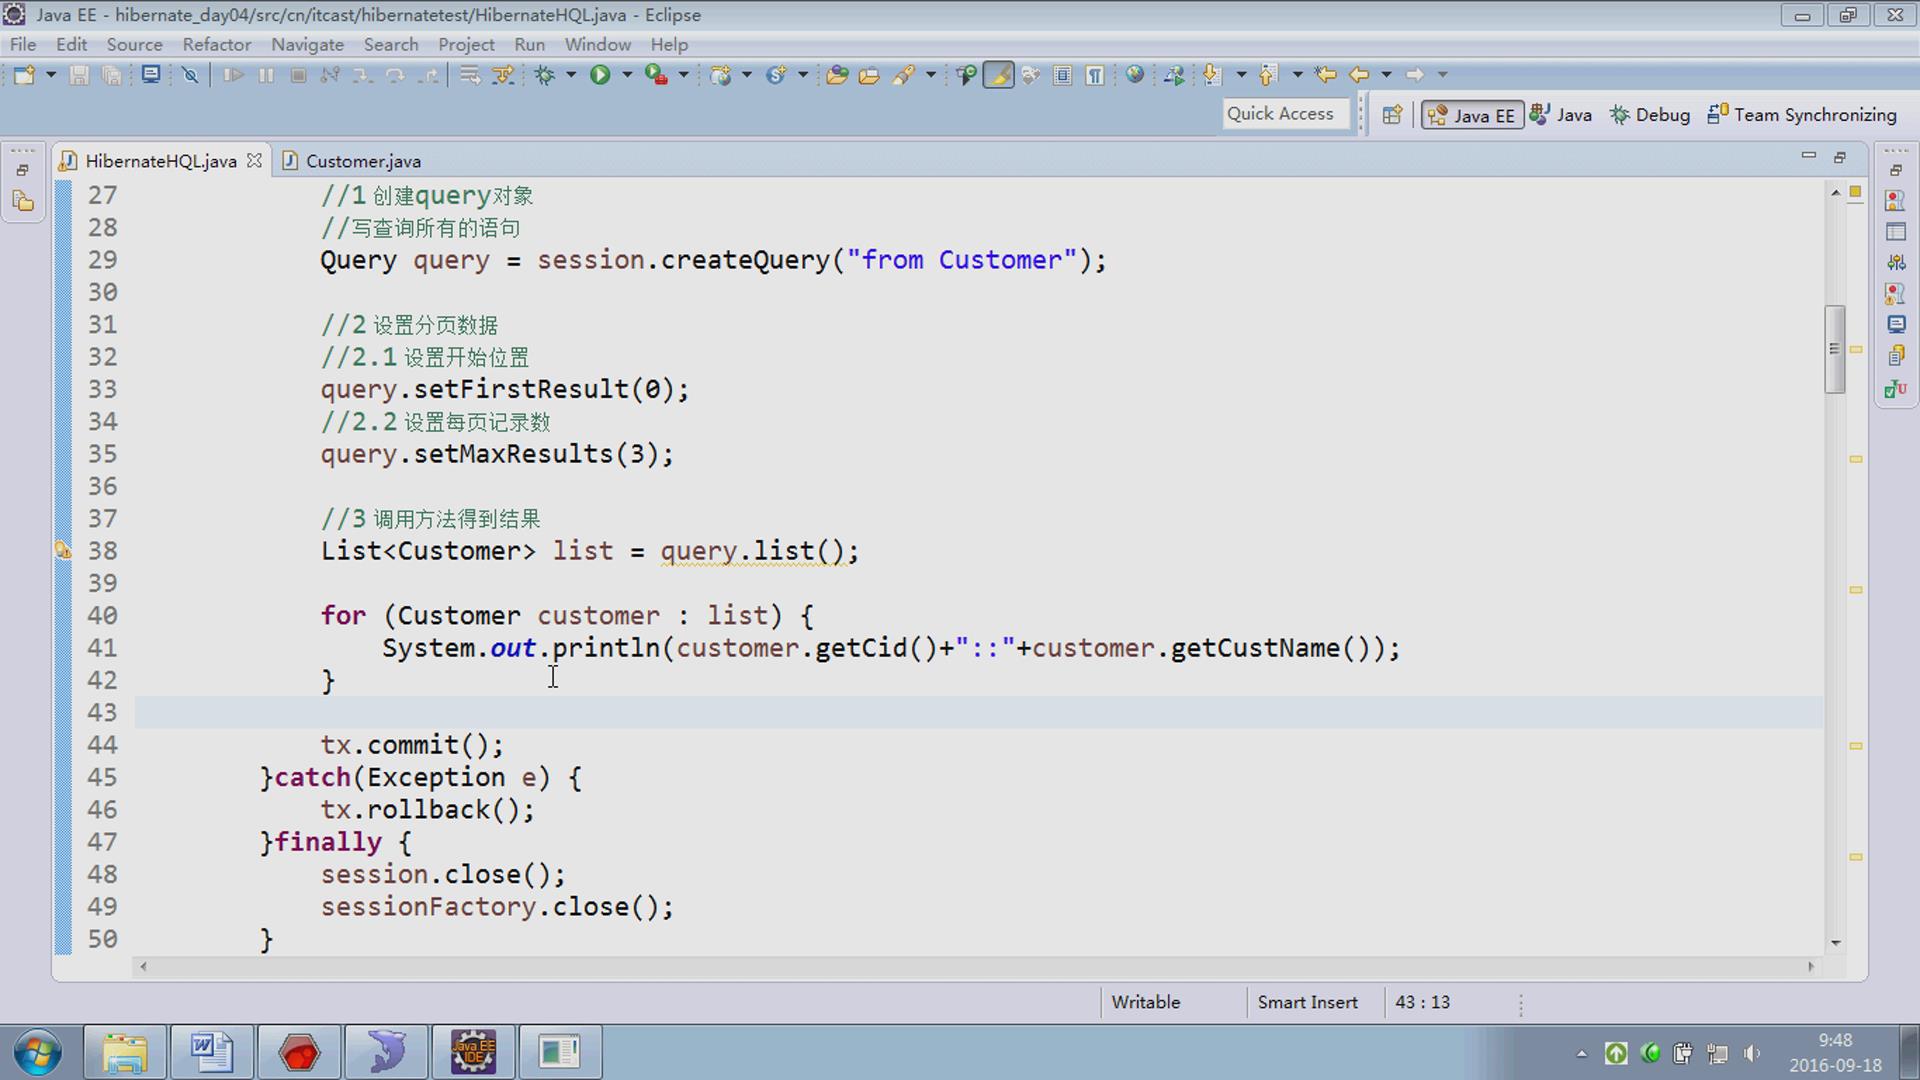 Java EE - hibernate_day04/src/cn/itcast/hibernatetest/HibernateHQL.java - Eclipse
File Edit Source Refactor Navigate Search Project Run Window Help
Quick Access
Java EE Java Debug Team Synchronizing
HibernateHQL.java Customer.java
27 //1 创建query对象
28 //写查询所有的语句
29 Query query = session.createQuery("from Customer");
30
31 //2 设置分页数据
32 //2.1 设置开始位置
33 query.setFirstResult(0);
34 //2.2 设置每页记录数
35 query.setMaxResults(3);
36
37 //3 调用方法得到结果
38 List<Customer> list = query.list();
39
40 for (Customer customer : list) {
41 System.out.println(customer.getCid()+"::"+customer.getCustName());
42 }
43
44 tx.commit();
45 }catch(Exception e) {
46 tx.rollback();
47 }finally {
48 session.close();
49 sessionFactory.close();
50 }
Writable Smart Insert 43 : 13
Java EE
IDE
9:48
2016-09-18